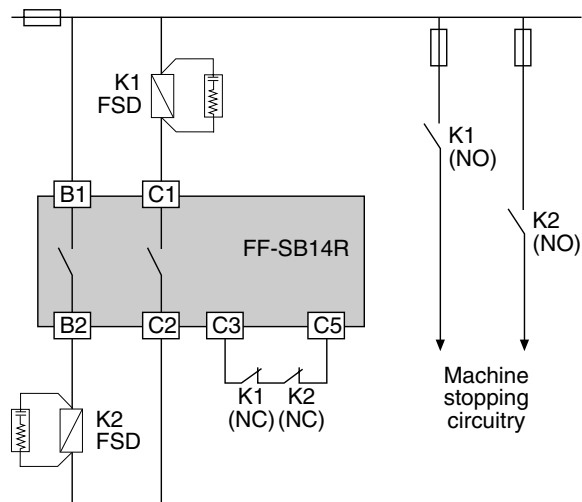 K1
FSD
K1
(NO)
K2
(NO)
B1
C1
FF-SB14R
B2
C2
C3
C5
K1
(NC)
K2
(NC)
K2
FSD
Machine
stopping
circuitry